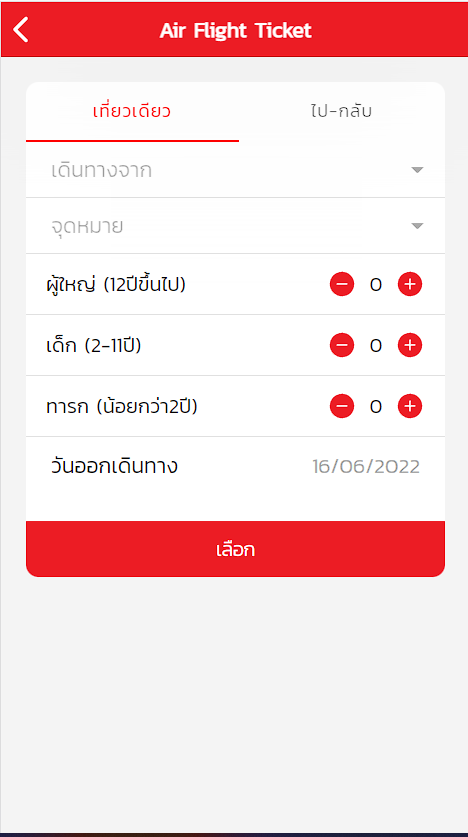 Air Flight Ticket
เที่ยวเดียว ไป-กลับ
เดินทางจาก
จุดหมาย
ผู้ใหญ่ (12ปีขึ้นไป) 0
เด็ก (2-11ปี) 0
ทารก (น้อยกว่า2ปี) 0
วันออกเดินทาง 16/06/2022
เลือก